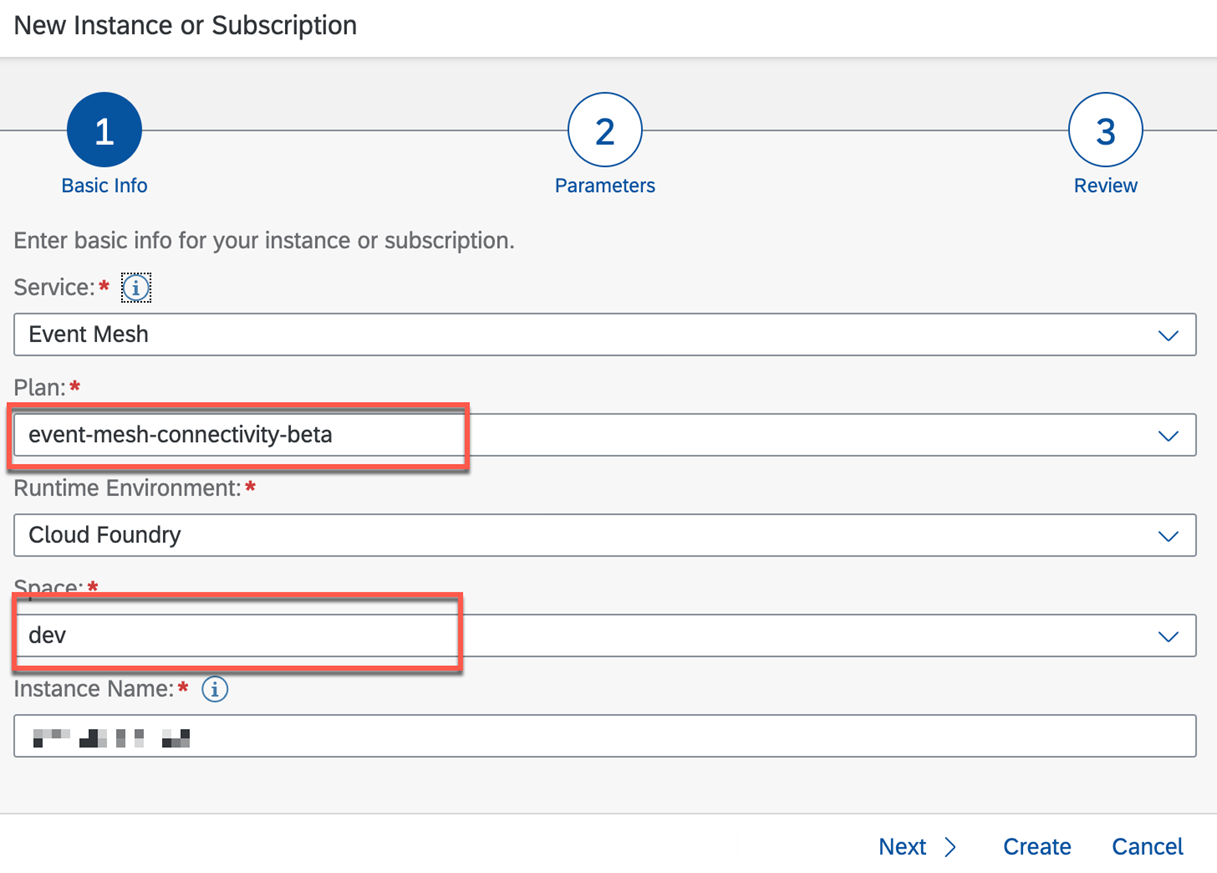 New Instance or Subscription
1
2
3
Basic Info
Parameters
Review
Enter basic info for your instance or subscription.
Service:*
Event Mesh
Plan:*
event-mesh-connectivity-beta
Runtime Environment:*
Cloud Foundry
Space:*
dev
Instance Name:*
Next
Create
Cancel